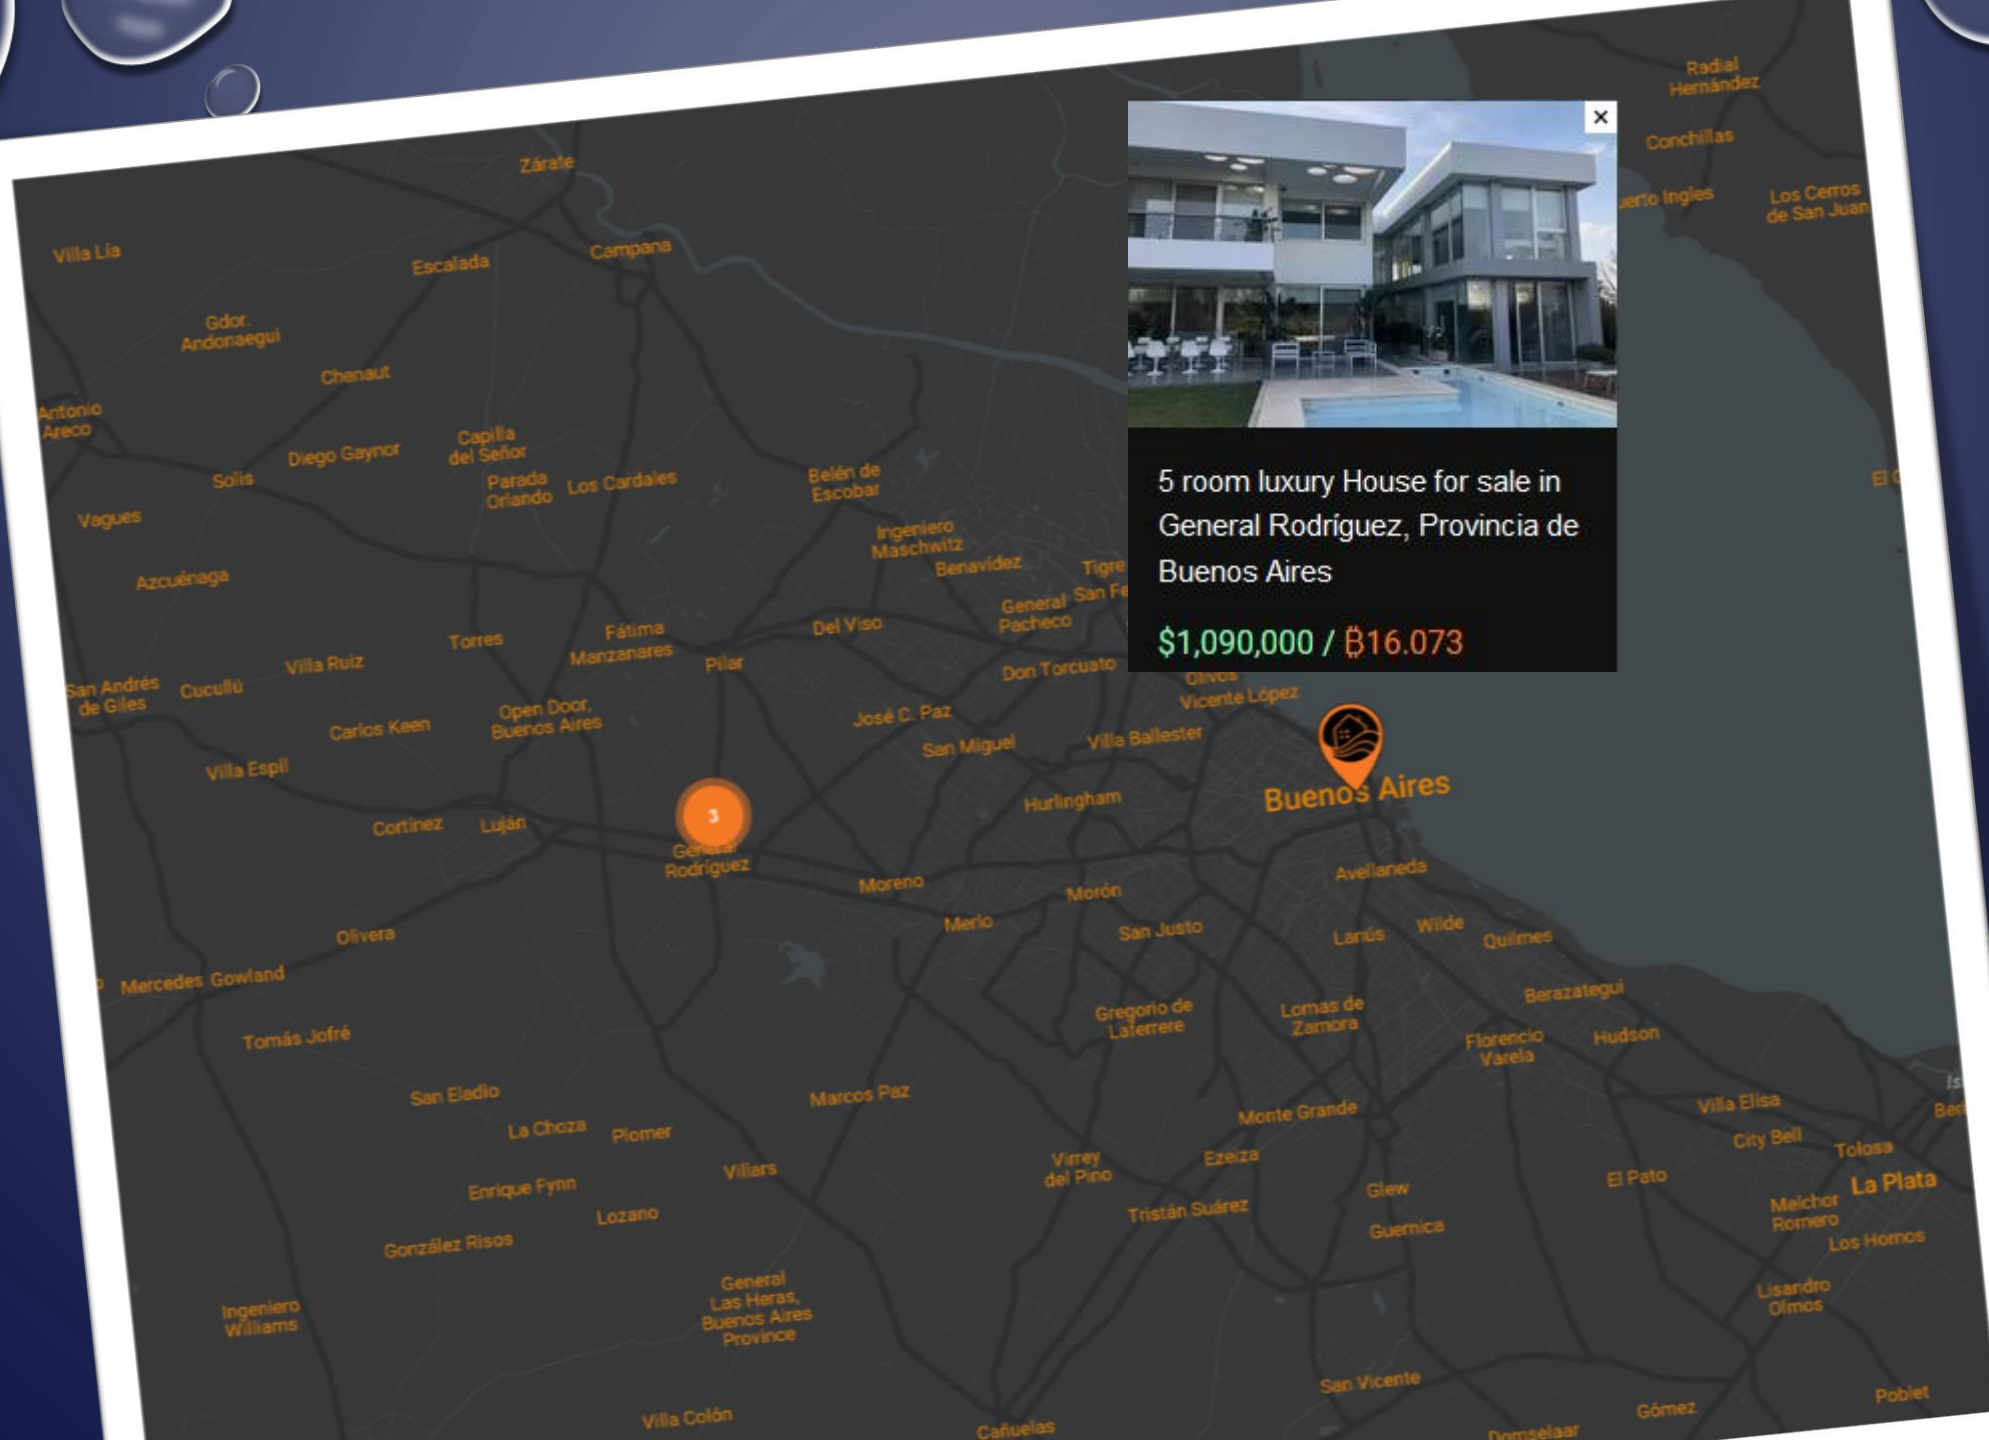 Radial
Hernández
Conchillas
Los Cerros
de San Juan
Zárate
Villa Lía
Escalada
Campana
Gdor.
Andonaegui
Chenaut
Antonio
Areco
Solis
Diego Gaynor
Capilla
del Señor
Parada
Orlando
Los Cardales
Belén de
Escobar
Vagues
Ingeniero
Maschwitz
Benavídez
Tigre
Azcuénaga
General
Pacheco
San Fe
5 room luxury House for sale in
General Rodríguez, Provincia de
Buenos Aires
$1,090,000 / ₿16.073
Torres
Fátima
Manzanares
Pilar
Del Viso
Don Torcuato
Olivos
Vicente López
San Andrés
de Giles
Cucullú
Villa Ruiz
Carlos Keen
Open Door,
Buenos Aires
José C. Paz
San Miguel
Villa Ballester
Villa Espil
3
Hurlingham
Buenos Aires
Cortínez
Luján
General
Rodríguez
Moreno
Morón
Avellaneda
Merlo
San Justo
Lanús
Wilde
Quilmes
Olivera
Mercedes
Gowland
Berazategui
Gregorio de
Laferrere
Lomas de
Zamora
Florencio
Varela
Hudson
Tomás Jofré
San Eladio
Marcos Paz
Monte Grande
Villa Elisa
La Choza
Plomer
City Bell
Tolosa
Villars
Virrey
del Pino
Ezeiza
El Pato
La Plata
Enrique Fynn
Glew
Melchor
Romero
Lozano
Tristán Suárez
Guernica
Los Hornos
González Risos
General
Las Heras,
Buenos Aires
Province
Lisandro
Olmos
Ingeniero
Williams
San Vicente
Poblet
Villa Colón
Cañuelas
Gómez
Domselaar